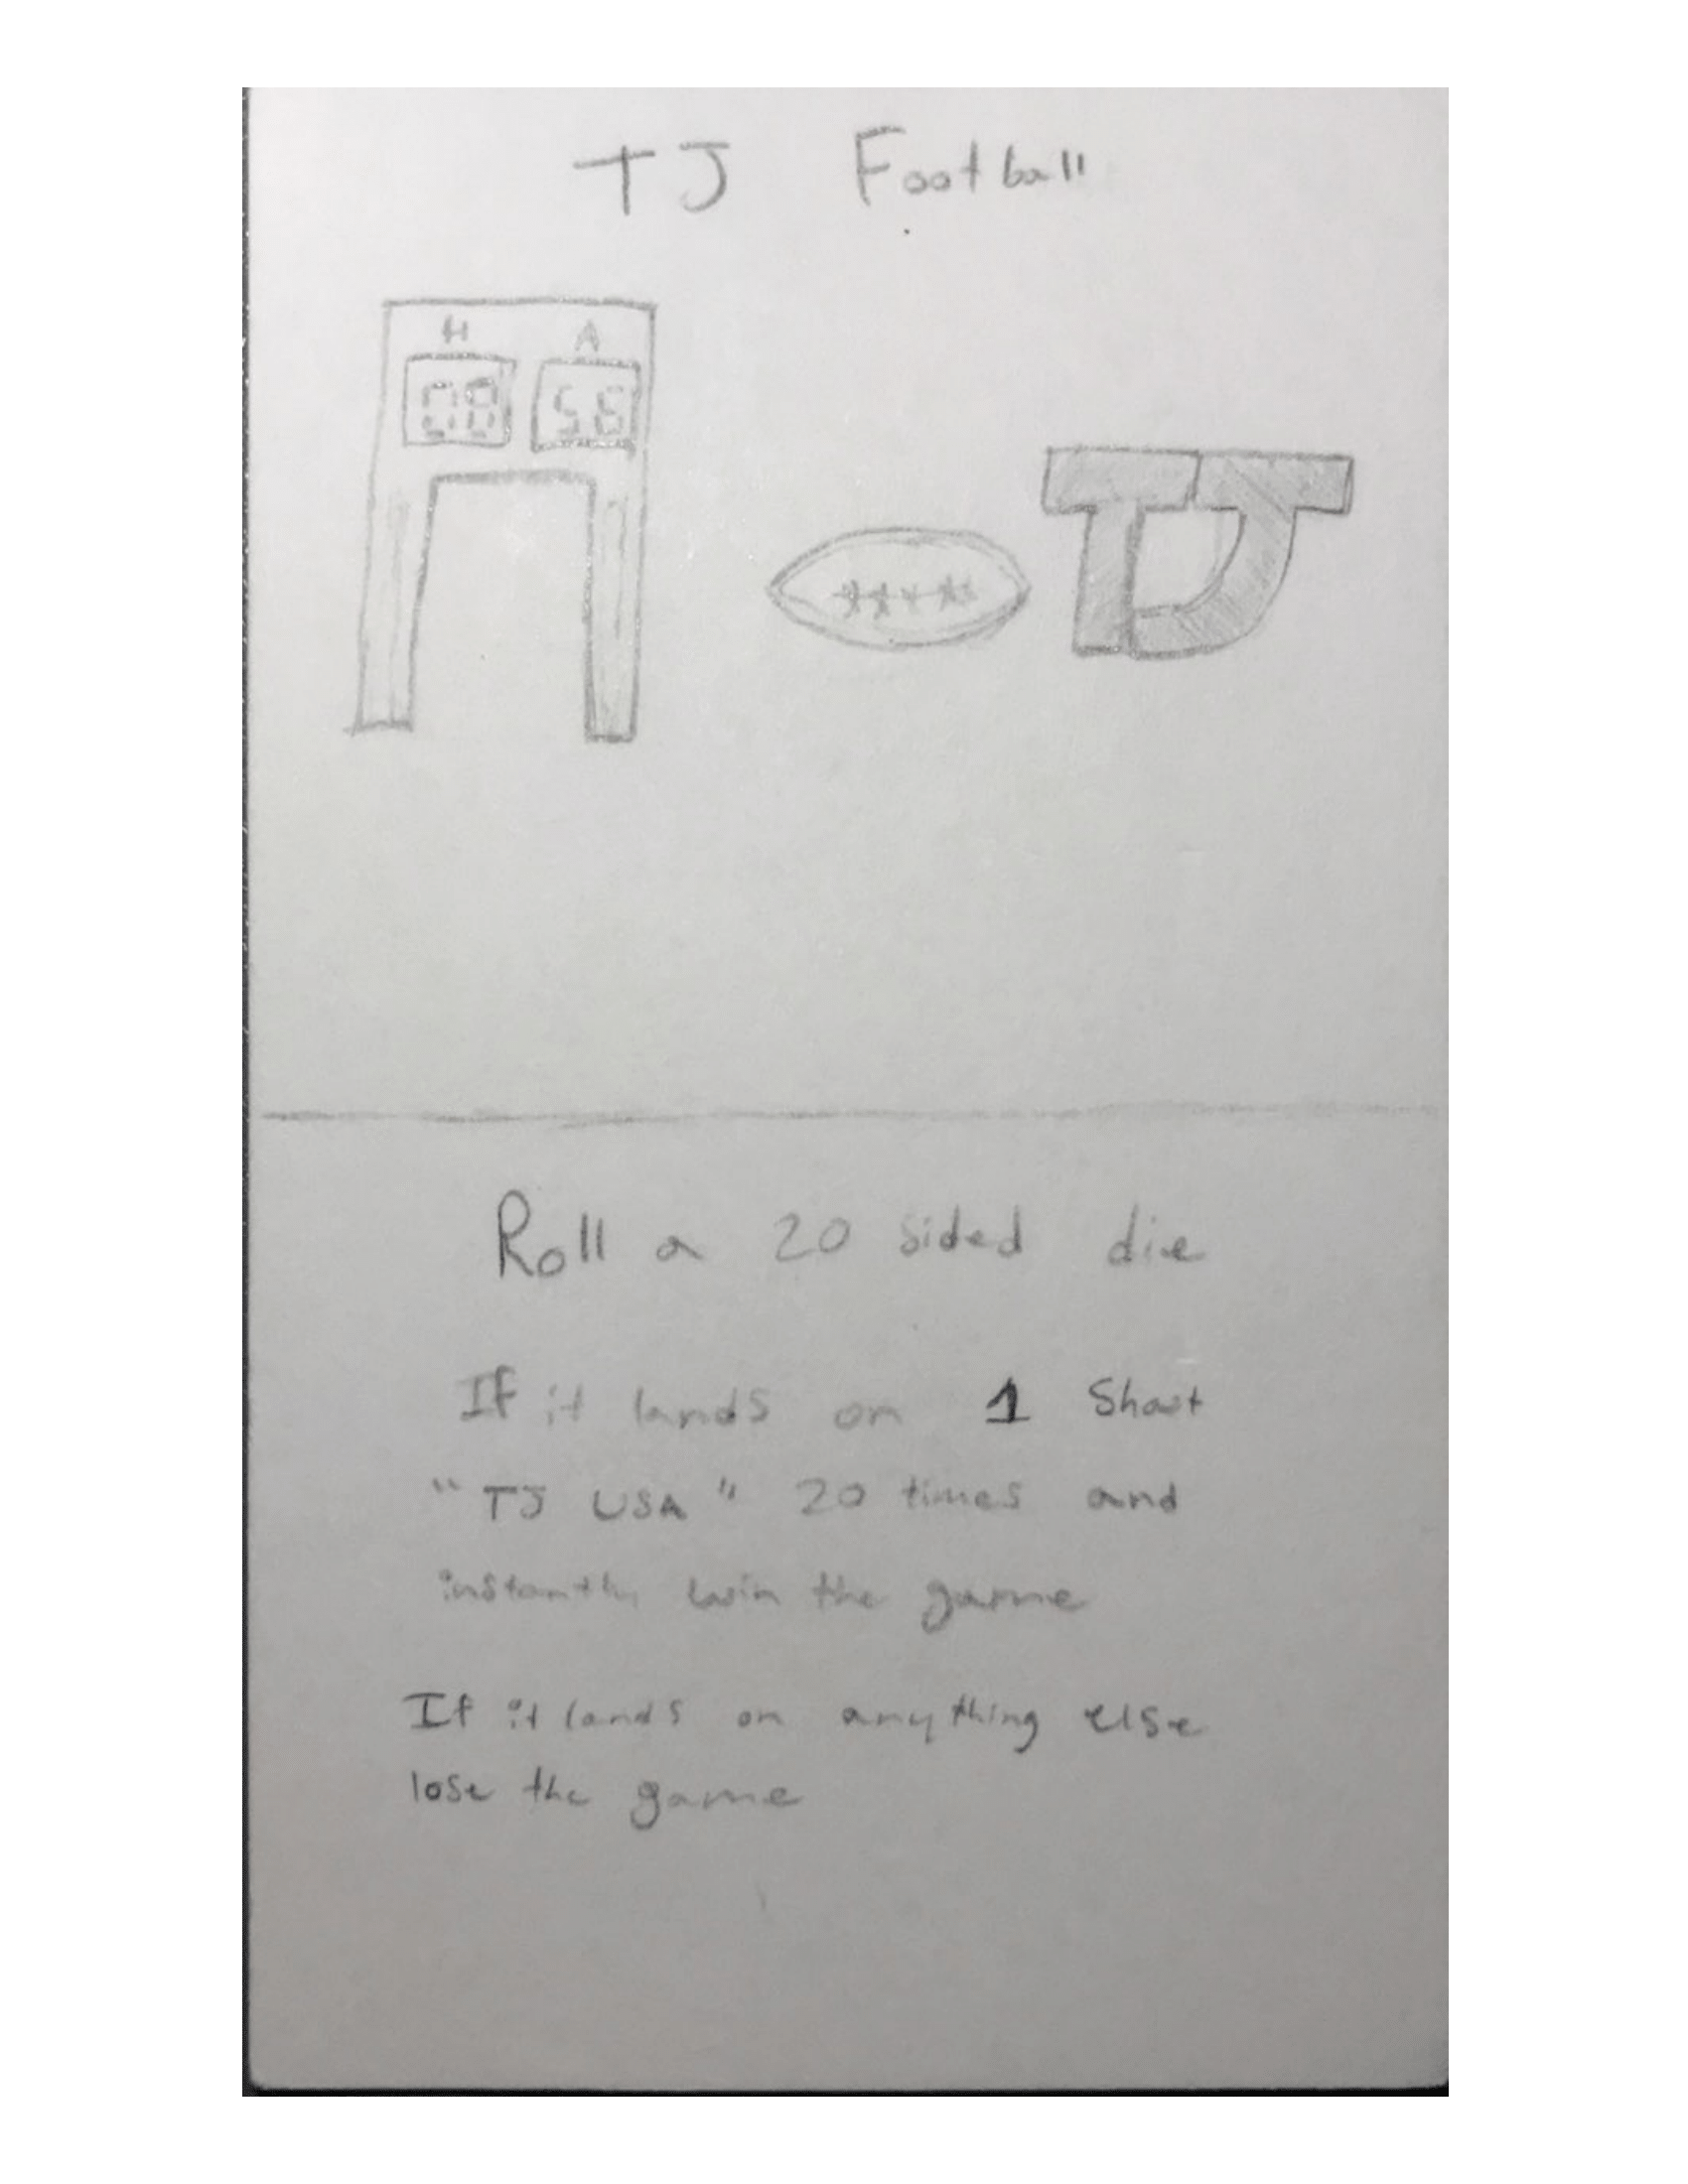 TJ Football
H A
08 56
TJ
Roll a 20 sided die
If it lands on 1 Shout
"TJ USA" 20 times and
instantly win the game
If it lands on anything else
lose the game